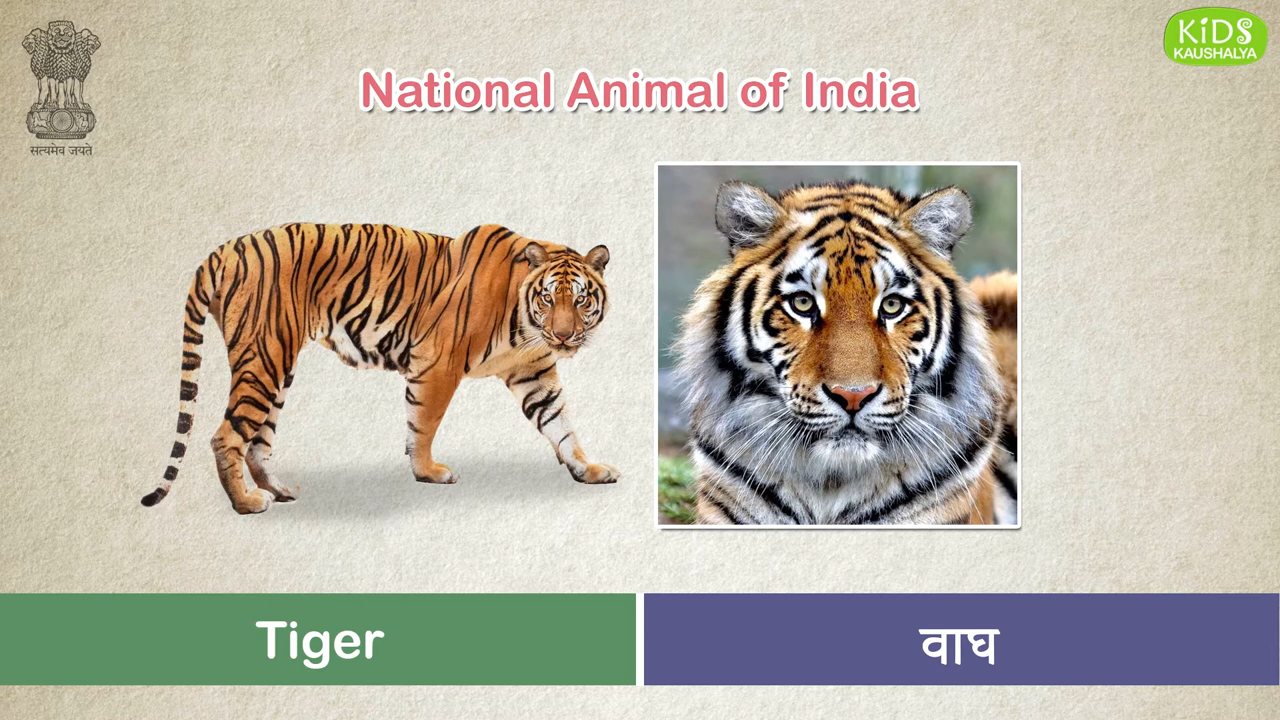 KiDS
KAUSHALYA
National Animal of India
सत्यमेव जयते
Tiger
वाघ